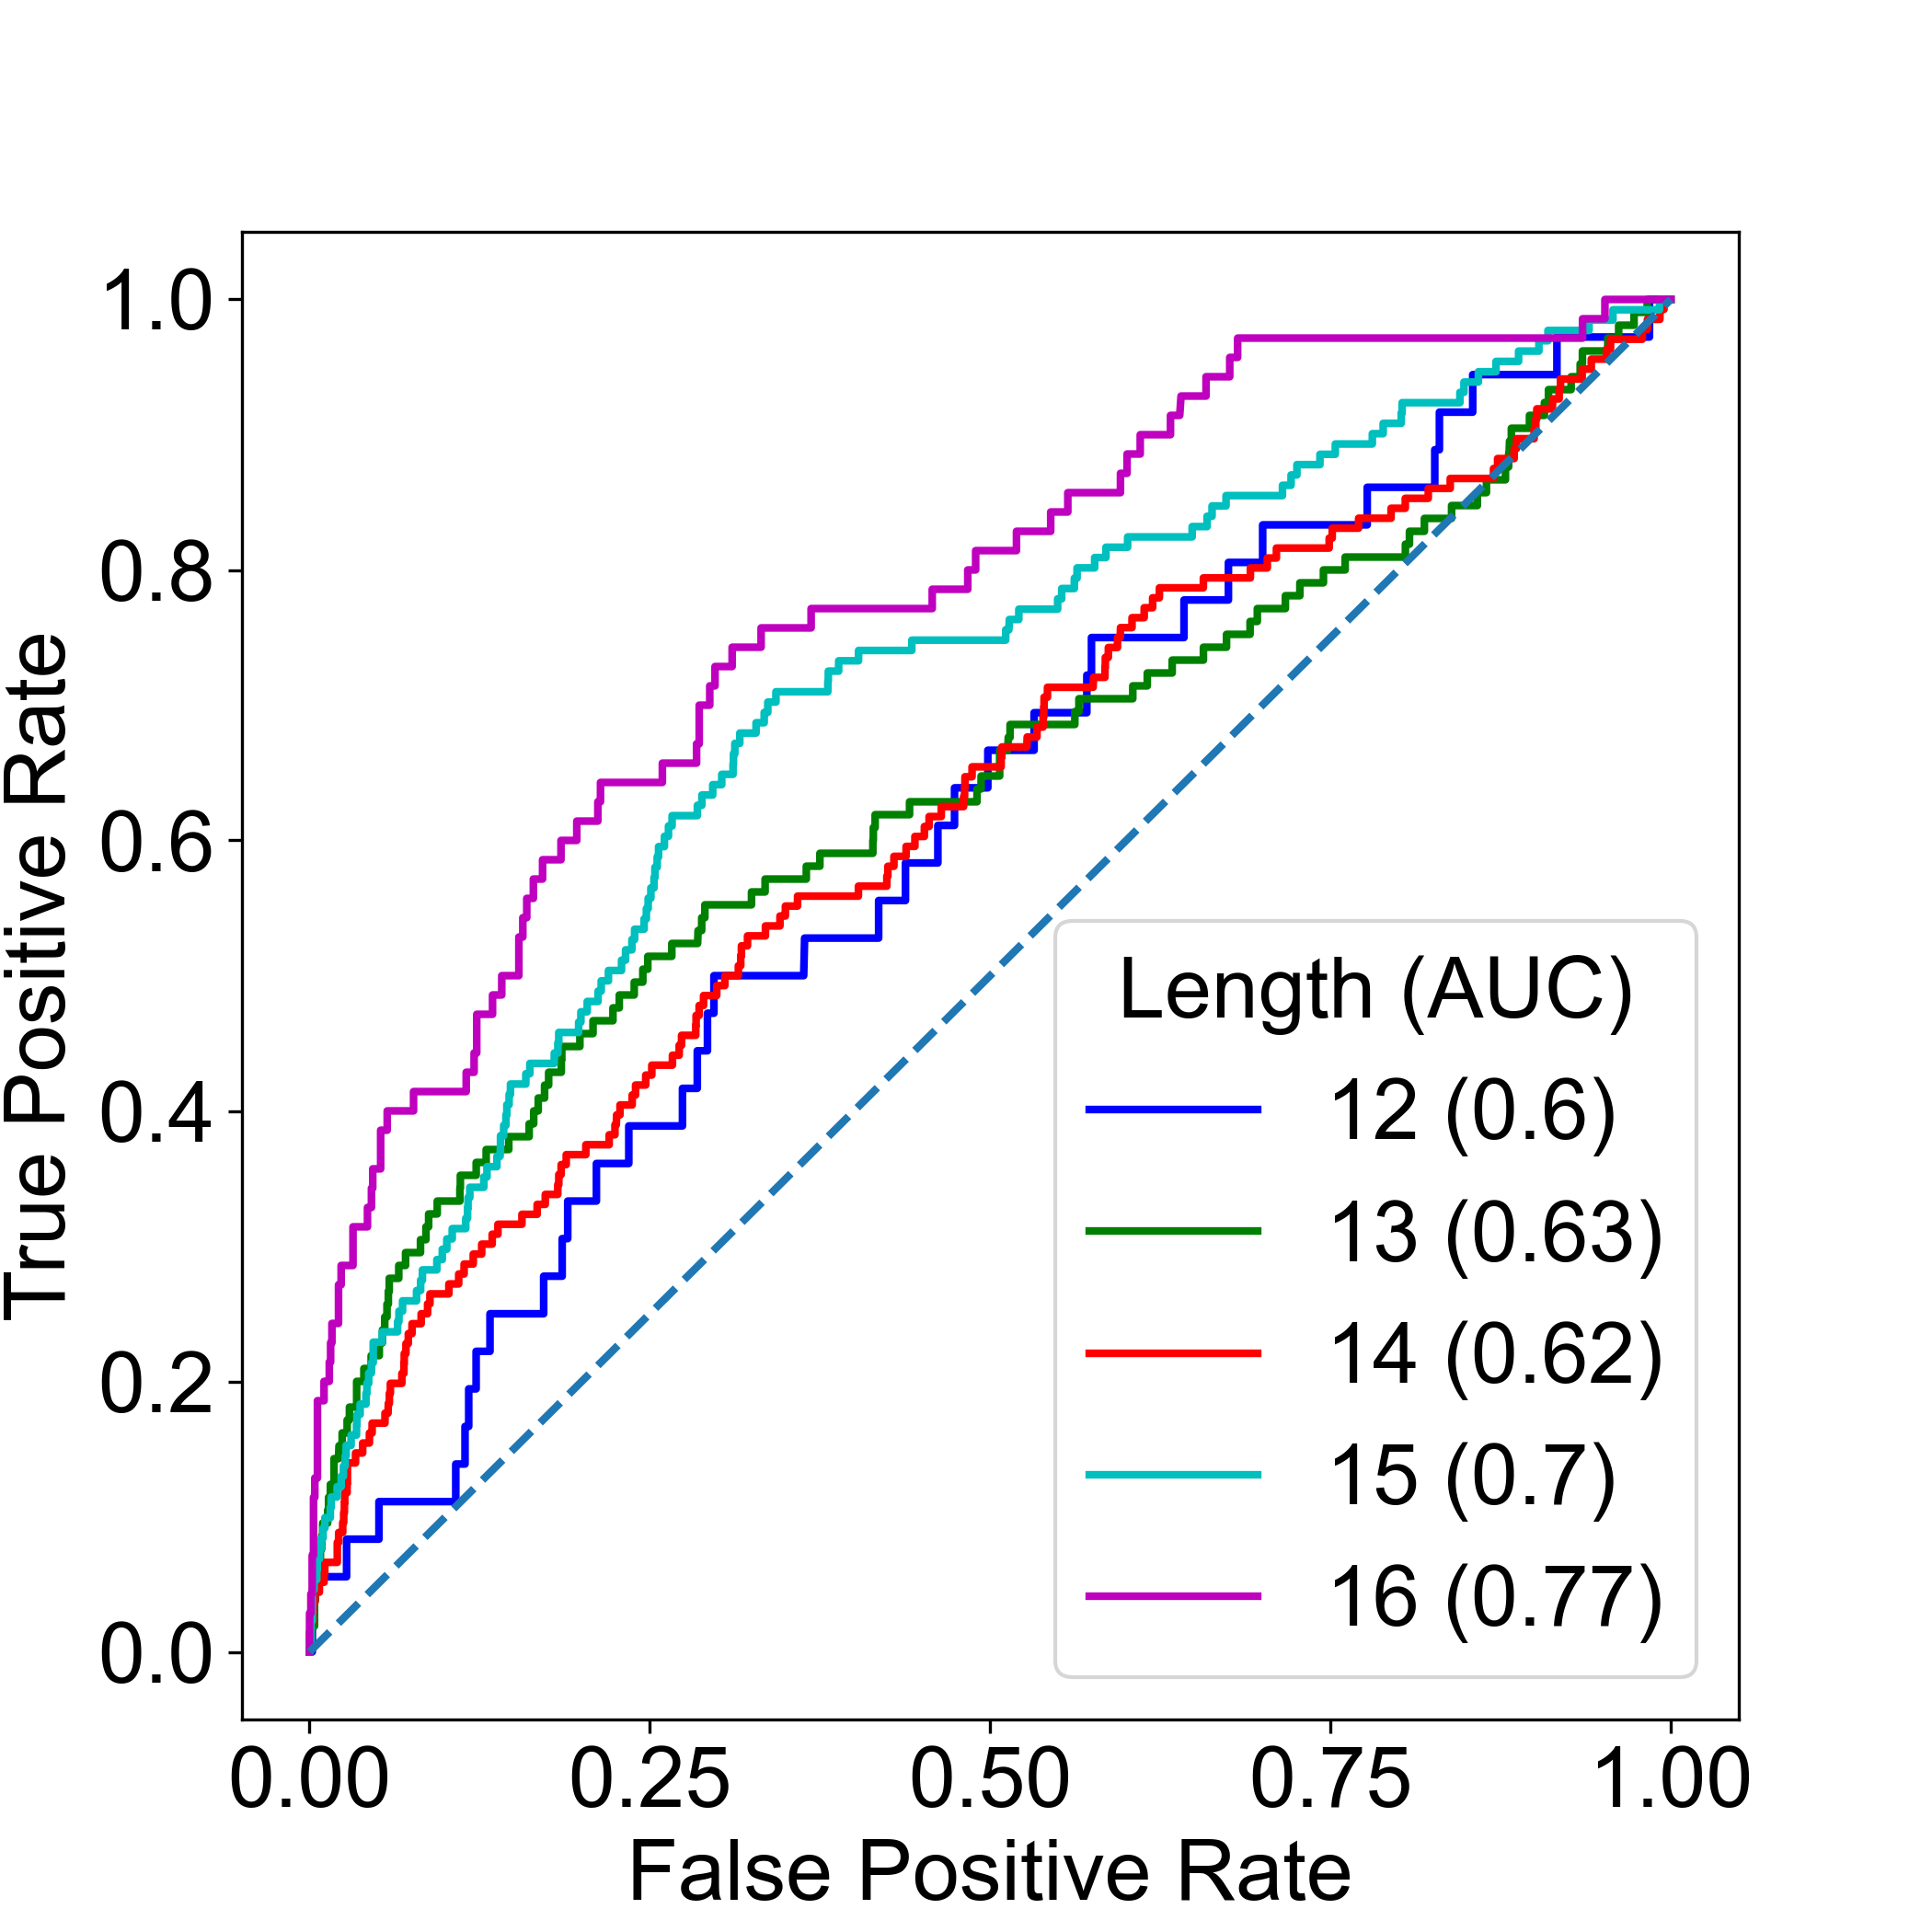 True Positive Rate
1.0
0.8
0.6
0.4
0.2
0.0
Length (AUC)
12 (0.6)
13 (0.63)
14 (0.62)
15 (0.7)
16 (0.77)
0.00 0.25 0.50 0.75 1.00
False Positive Rate